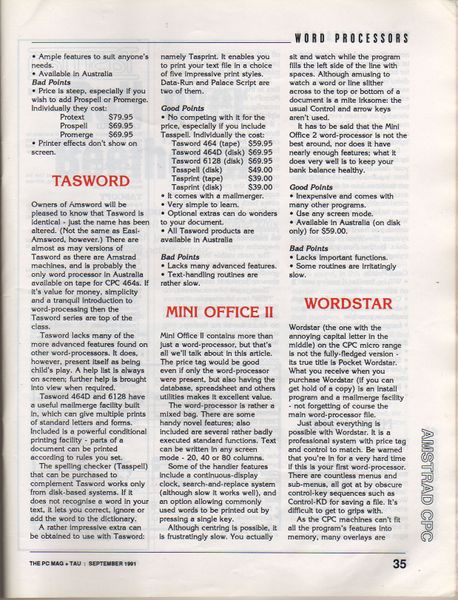 WORD PROCESSORS
• Ample features to suit anyone's
needs.
• Available in Australia
Bad Points
• Price is steep, especially if you
wish to add Prospell or Promerge.
Individually they cost:
Protext $79.95
Prospell $69.95
Promerge $69.95
• Printer effects don't show on
screen.
TASWORD
Owners of Amsword will be
pleased to know that Tasword is
identical - just the name has been
altered. (Not the same as Easi-
Amsword, however.) There are
almost as may versions of
Tasword as there are Amstrad
machines, and is probably the
only word processor in Australia
available on tape for CPC 464s. If
it's value for money, simplicity
and a tranquil introduction to
word-processing then the
Tasword series are top of the
class.
Tasword lacks many of the
more advanced features found on
other word-processors. It does,
however, present itself as being
child's play. A help list is always
on screen; further help is brought
into view when required.
Tasword 464D and 6128 have
a useful mailmerge facility built
in, which can give multiple prints
of standard letters and forms.
Included is a powerful conditional
printing facility - parts of a
document can be printed
according to rules you set.
The spelling checker (Tasspell)
that can be purchased to
complement Tasword works only
from disk-based systems. If it
does not recognise a word in your
text, it lets you correct, ignore or
add the word to the dictionary.
A rather impressive extra can
be obtained to use with Tasword:
namely Tasprint. It enables you
to print your text file in a choice
of five impressive print styles.
Data-Run and Palace Script are
two of them.
Good Points
• No competing with it for the
price, especially if you include
Tasspell. Individually the cost:
Tasword 464 (tape) $59.95
Tasword 464D (disk) $69.95
Tasword 6128 (disk) $69.95
Tasspell (disk) $49.00
Tasprint (tape) $39.00
Tasprint (disk) $39.00
• It comes with a mailmerger.
• Very simple to learn.
• Optional extras can do wonders
to your document.
• All Tasword products are
available in Australia
Bad Points
• Lacks many advanced features.
• Text-handling routines are
rather slow.
MINI OFFICE II
Mini Office II contains more than
just a word-processor, but that's
all we'll talk about in this article.
The price tag would be good
even if only the word-processor
were present, but also having the
database, spreadsheet and others
utilities makes it excellent value.
The word-processor is rather a
mixed bag. There are some
handy novel features; also
included are several rather badly
executed standard functions. Text
can be written in any screen
mode - 20, 40 or 80 columns.
Some of the handier features
include a continuous-display
clock, search-and-replace system
(although slow it works well), and
an option allowing commonly
used words to be printed out by
pressing a single key.
Although centring is possible, it
is frustratingly slow. You actually
sit and watch while the program
fills the left side of the line with
spaces. Although amusing to
watch a word or line slither
across to the top or bottom of a
document is a mite irksome: the
usual Control and arrow keys
aren't used.
It has to be said that the Mini
Office 2 word-processor is not the
best around, nor does it have
nearly enough features; what it
does very well is to keep your
bank balance healthy.
Good Points
• Inexpensive and comes with
many other programs.
• Use any screen mode.
• Available in Australia (on disk
only) for $59.00.
Bad Points
• Lacks important functions.
• Some routines are irritatingly
slow.
WORDSTAR
Wordstar (the one with the
annoying capital letter in the
middle) on the CPC micro range
is not the fully-fledged version -
its true title is Pocket Wordstar.
What you receive when you
purchase Wordstar (if you can
get hold of a copy) is an install
program and a mailmerge facility
- not forgetting of course the
main word-processor file.
Just about everything is
possible with Wordstar. It is a
professional system with price tag
and control to match. Be warned
that you're in for a very hard time
if this is your first word-processor.
There are countless menus and
sub-menus, all got at by obscure
control-key sequences such as
Control-KD for saving a file. It's
difficult to get to grips with.
As the CPC machines can't fit
all the program's features into
memory, many overlays are
AMSTRAD CPC
THE PC MAG + TAU : SEPTEMBER 1991
35